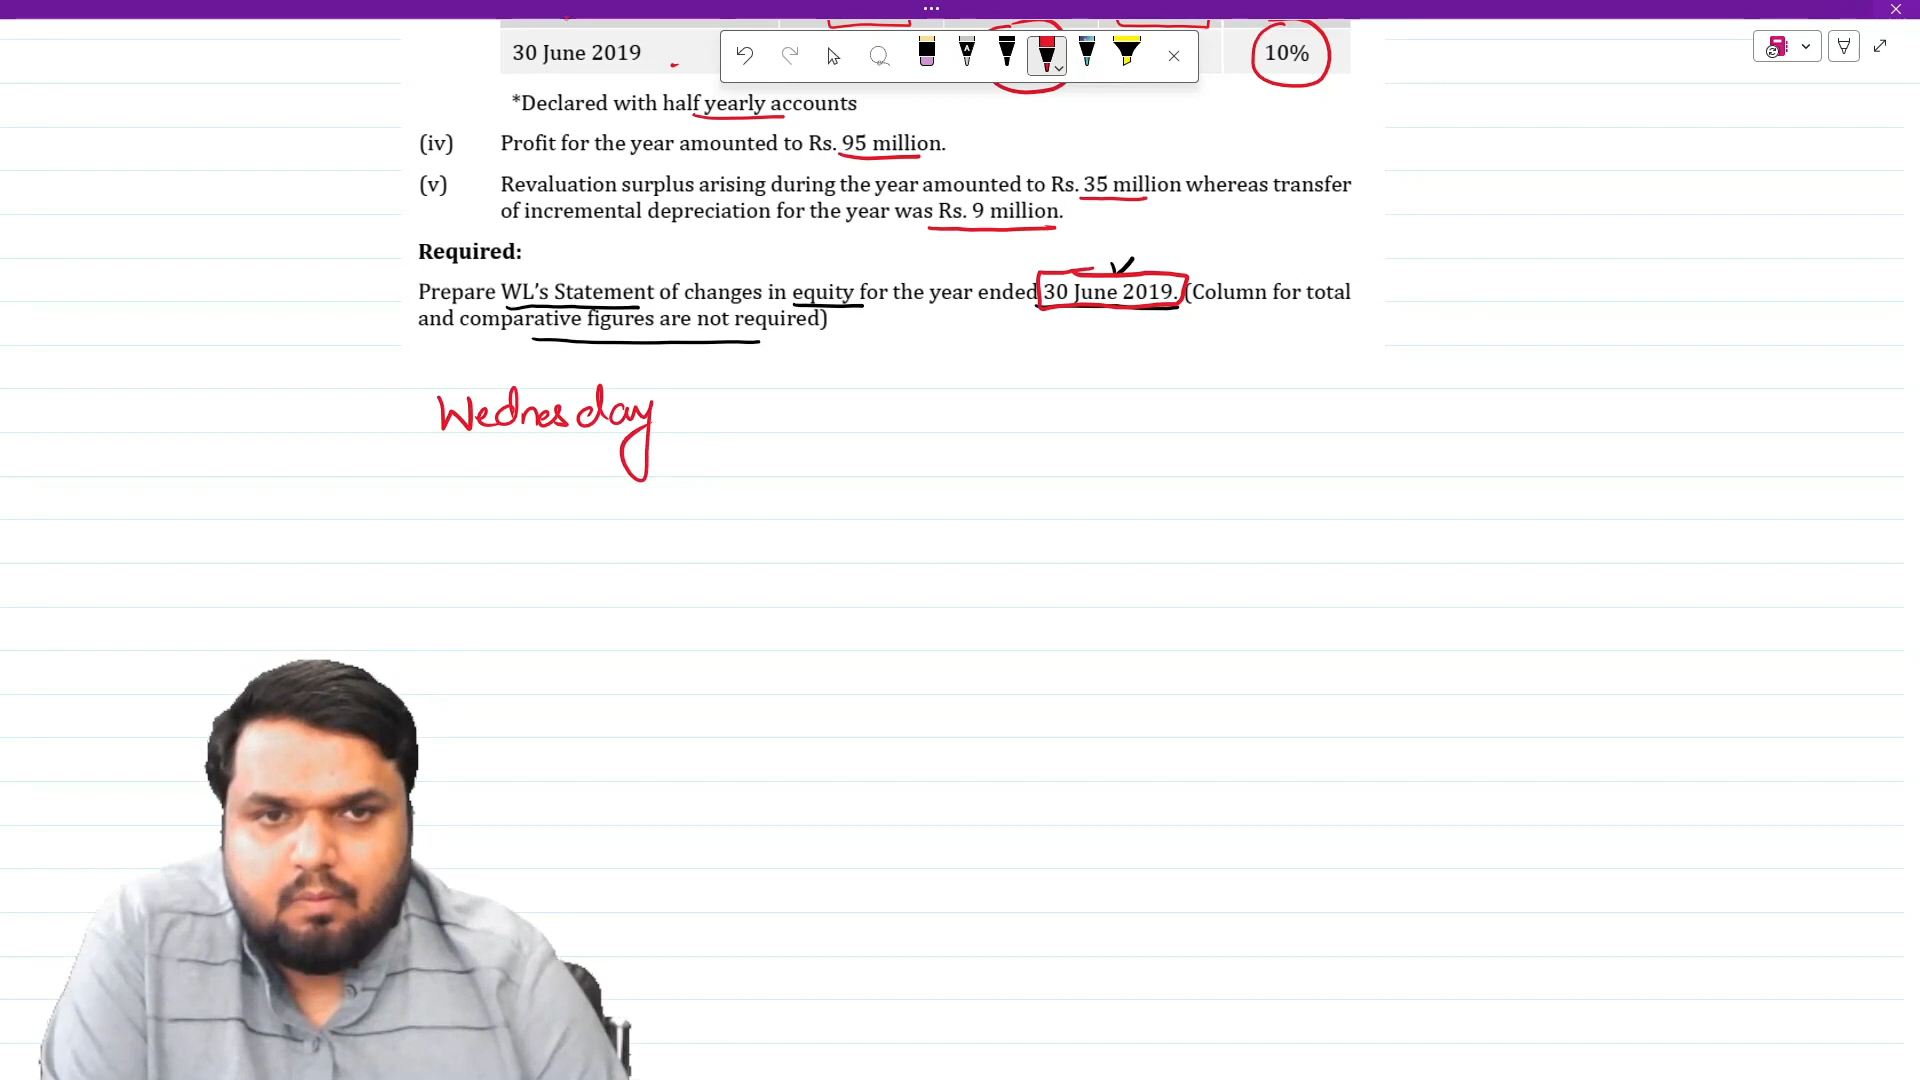 30 June 2019 10%
*Declared with half yearly accounts
(iv) Profit for the year amounted to Rs. 95 million.
(v) Revaluation surplus arising during the year amounted to Rs. 35 million whereas transfer
of incremental depreciation for the year was Rs. 9 million.
Required:
Prepare WL's Statement of changes in equity for the year ended 30 June 2019. (Column for total
and comparative figures are not required)
Wednesday